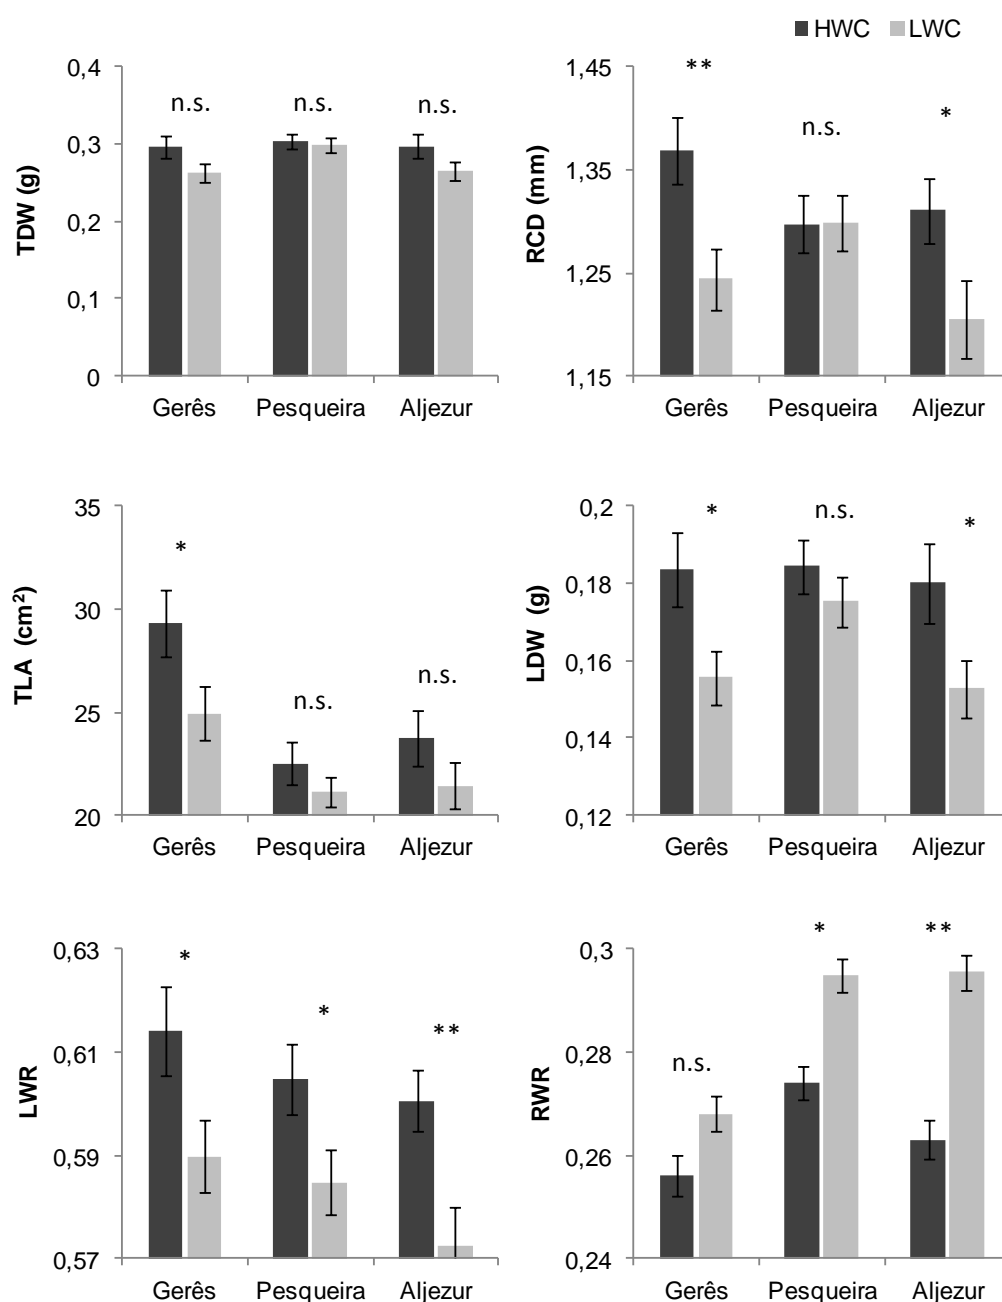 HWC LWC
TDW (g)
0,4
0,3
0,2
0,1
0
n.s.
n.s.
n.s.
Gerês Pesqueira Aljezur
RCD (mm)
1,45
1,35
1,25
1,15
**
n.s.
*
Gerês Pesqueira Aljezur
TLA (cm²)
35
30
25
20
*
n.s.
n.s.
Gerês Pesqueira Aljezur
LDW (g)
0,2
0,18
0,16
0,14
0,12
*
n.s.
*
Gerês Pesqueira Aljezur
LWR
0,63
0,61
0,59
0,57
*
*
**
Gerês Pesqueira Aljezur
RWR
0,3
0,28
0,26
0,24
n.s.
*
**
Gerês Pesqueira Aljezur